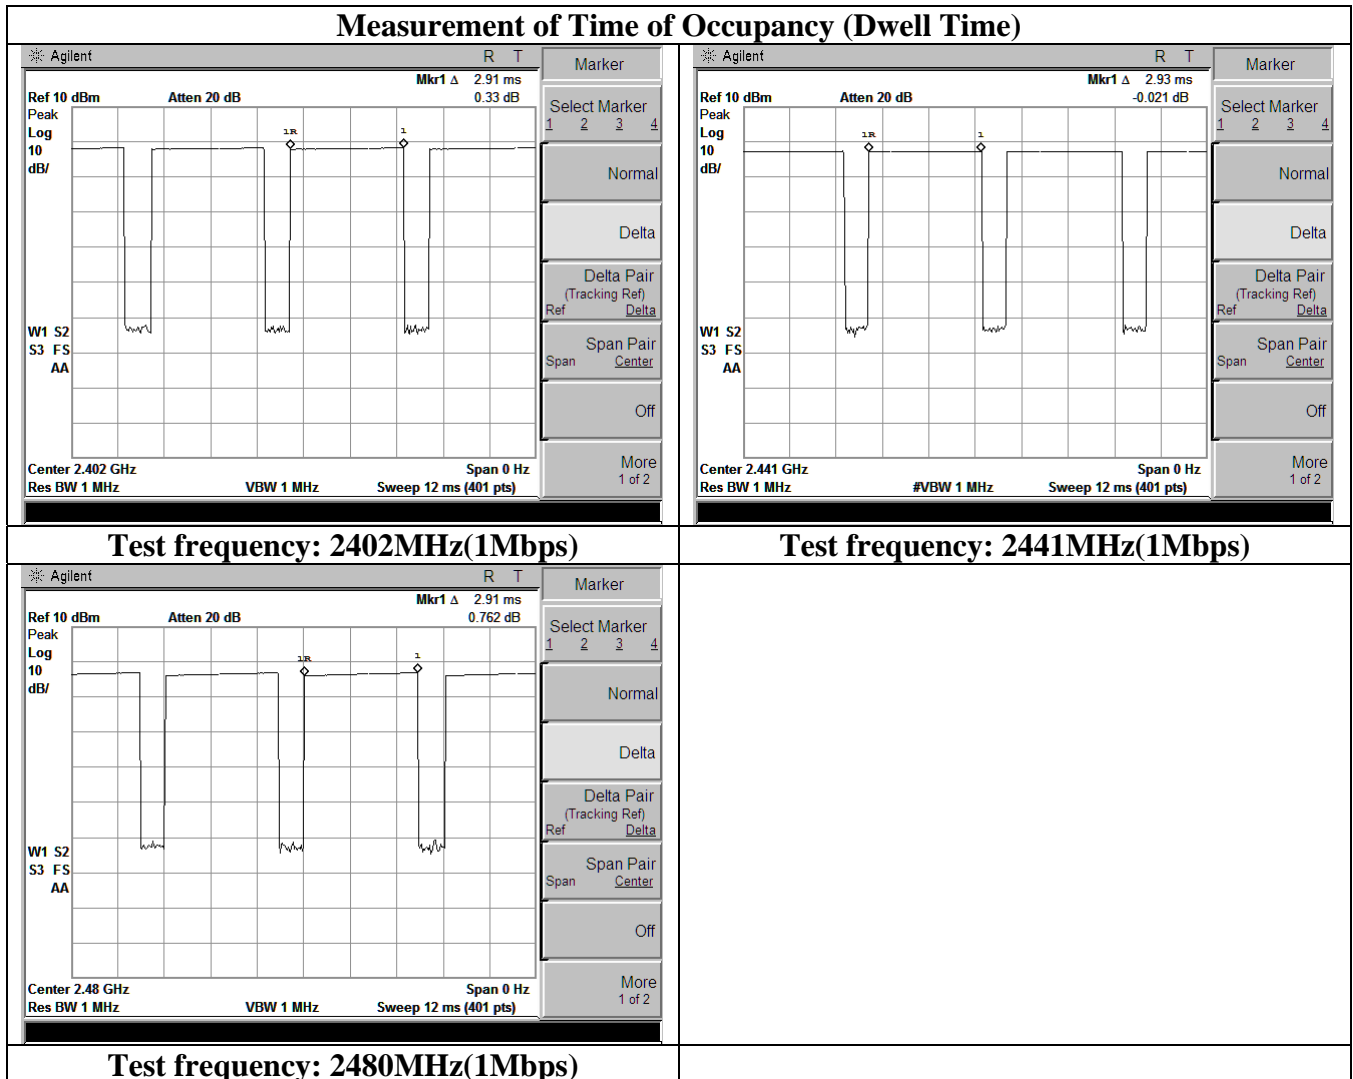 Measurement of Time of Occupancy (Dwell Time)
Agilent R T
Mkr1 Δ 2.91 ms
Ref 10 dBm Atten 20 dB 0.33 dB
Peak
Log
10
dB/
1R 1
W1 S2
S3 FS
AA
Center 2.402 GHz Span 0 Hz
Res BW 1 MHz VBW 1 MHz Sweep 12 ms (401 pts)
Marker
Select Marker
1 2 3 4
Normal
Delta
Delta Pair
(Tracking Ref)
Ref Delta
Span Pair
Span Center
Off
More
1 of 2
Agilent R T
Mkr1 Δ 2.93 ms
Ref 10 dBm Atten 20 dB -0.021 dB
Peak
Log
10
dB/
1R 1
W1 S2
S3 FS
AA
Center 2.441 GHz Span 0 Hz
Res BW 1 MHz #VBW 1 MHz Sweep 12 ms (401 pts)
Marker
Select Marker
1 2 3 4
Normal
Delta
Delta Pair
(Tracking Ref)
Ref Delta
Span Pair
Span Center
Off
More
1 of 2
Test frequency: 2402MHz(1Mbps)
Test frequency: 2441MHz(1Mbps)
Agilent R T
Mkr1 Δ 2.91 ms
Ref 10 dBm Atten 20 dB 0.762 dB
Peak
Log
10
dB/
1R 1
W1 S2
S3 FS
AA
Center 2.48 GHz Span 0 Hz
Res BW 1 MHz VBW 1 MHz Sweep 12 ms (401 pts)
Marker
Select Marker
1 2 3 4
Normal
Delta
Delta Pair
(Tracking Ref)
Ref Delta
Span Pair
Span Center
Off
More
1 of 2
Test frequency: 2480MHz(1Mbps)